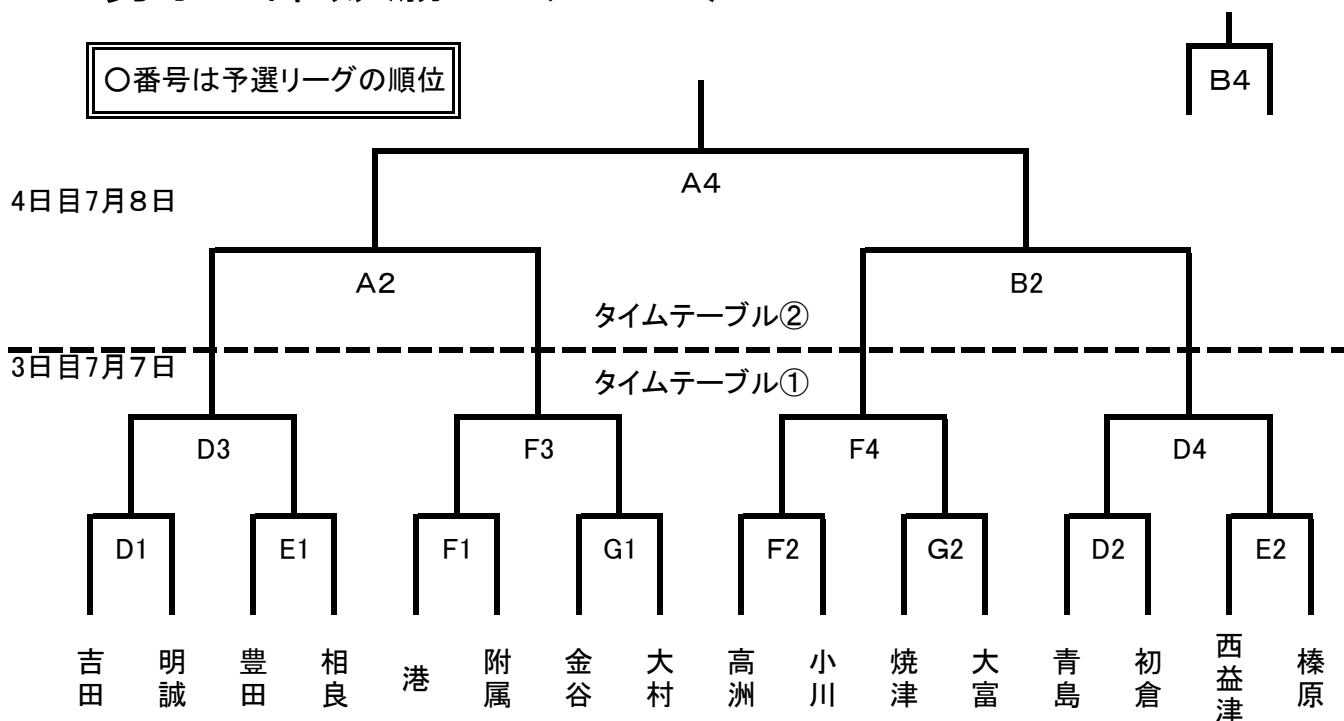 〇番号は予選リーグの順位
B4
A4
4日目7月8日
A2
B2
タイムテーブル②
3日目7月7日
タイムテーブル①
D3
F3
F4
D4
D1
E1
F1
G1
F2
G2
D2
E2
吉田
明誠
豊田
相良
港
附属
金谷
大村
高洲
小川
焼津
大富
青島
初倉
西益津
榛原